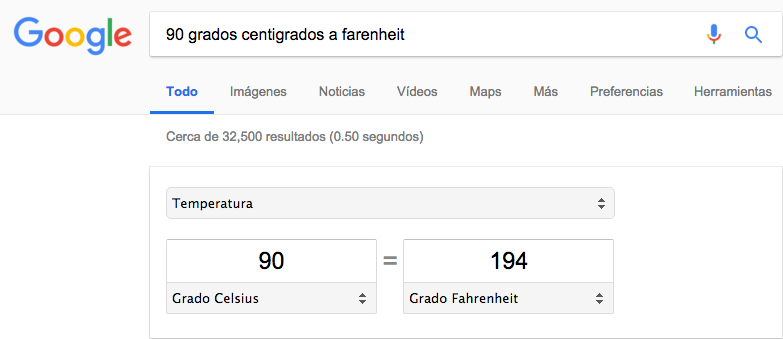 Google 90 grados centigrados a farenheit
Todo Imágenes Noticias Vídeos Maps Más Preferencias Herramientas
Cerca de 32,500 resultados (0.50 segundos)
Temperatura
90 = 194
Grado Celsius Grado Fahrenheit